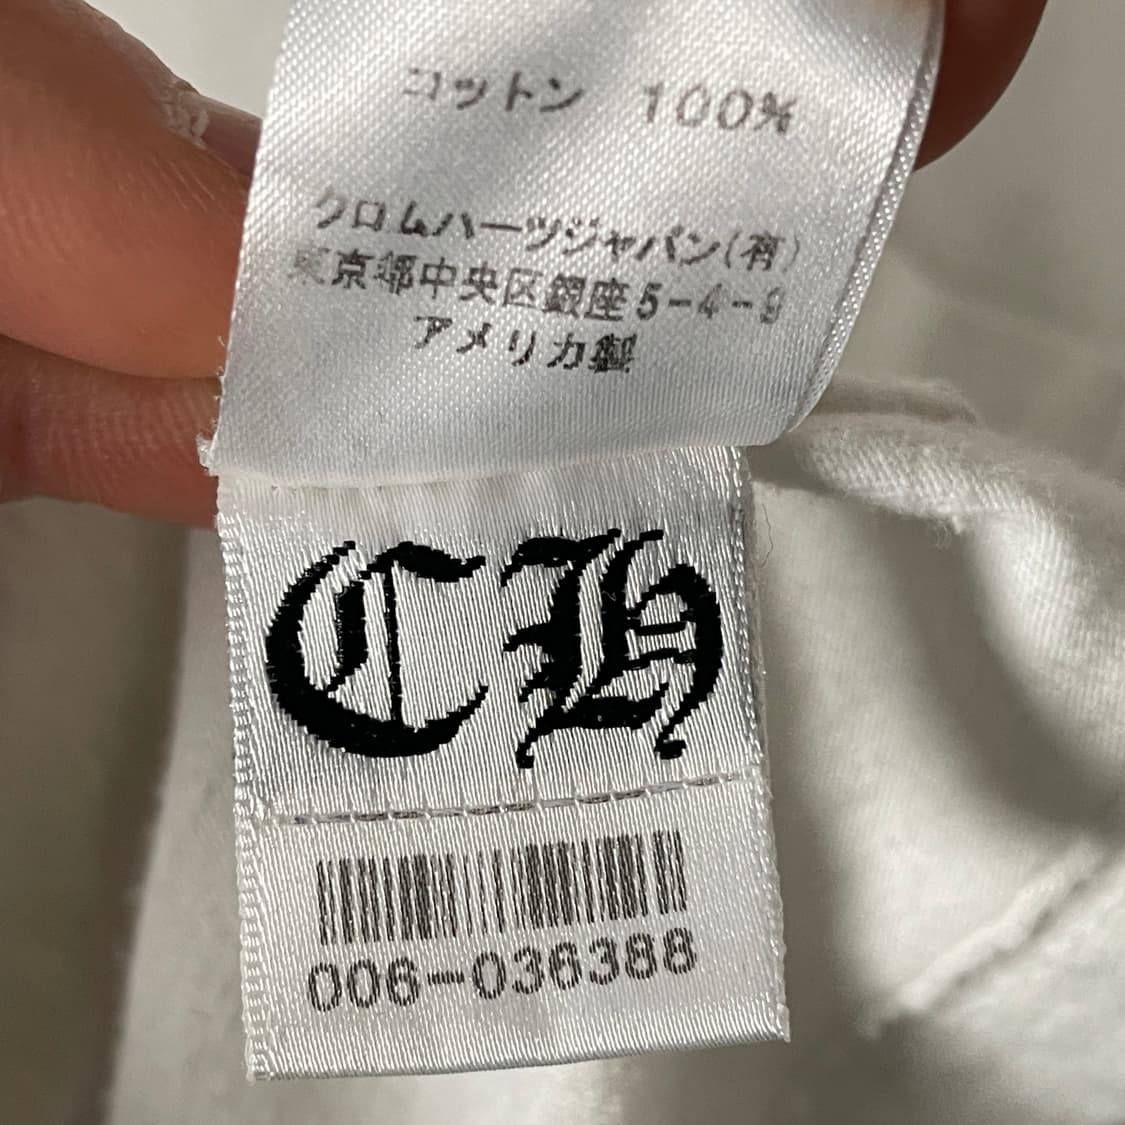 コットン 100%
クロムハーツジャパン(有)
東京都中央区銀座5-4-9
アメリカ製
CH
006-036388